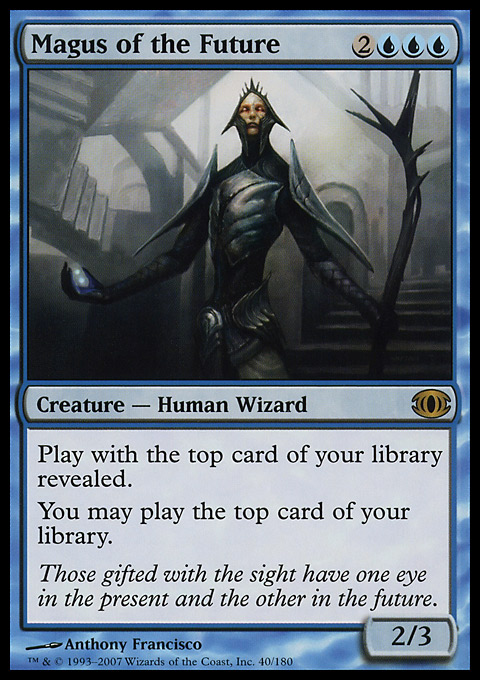 Magus of the Future 2
Creature — Human Wizard
Play with the top card of your library
revealed.
You may play the top card of your
library.
Those gifted with the sight have one eye
in the present and the other in the future.
Anthony Francisco
2/3
™ & © 1993–2007 Wizards of the Coast, Inc. 40/180